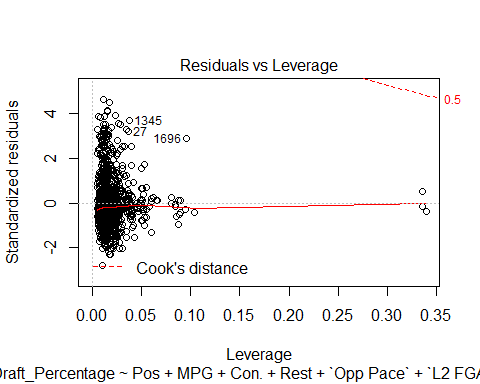 Residuals vs Leverage
Standardized residuals
4
2
0
-2
1345
27
1696
0.5
Cook's distance
0.00 0.05 0.10 0.15 0.20 0.25 0.30 0.35
Leverage
Draft_Percentage ~ Pos + MPG + Con. + Rest + `Opp Pace` + `L2 FGA